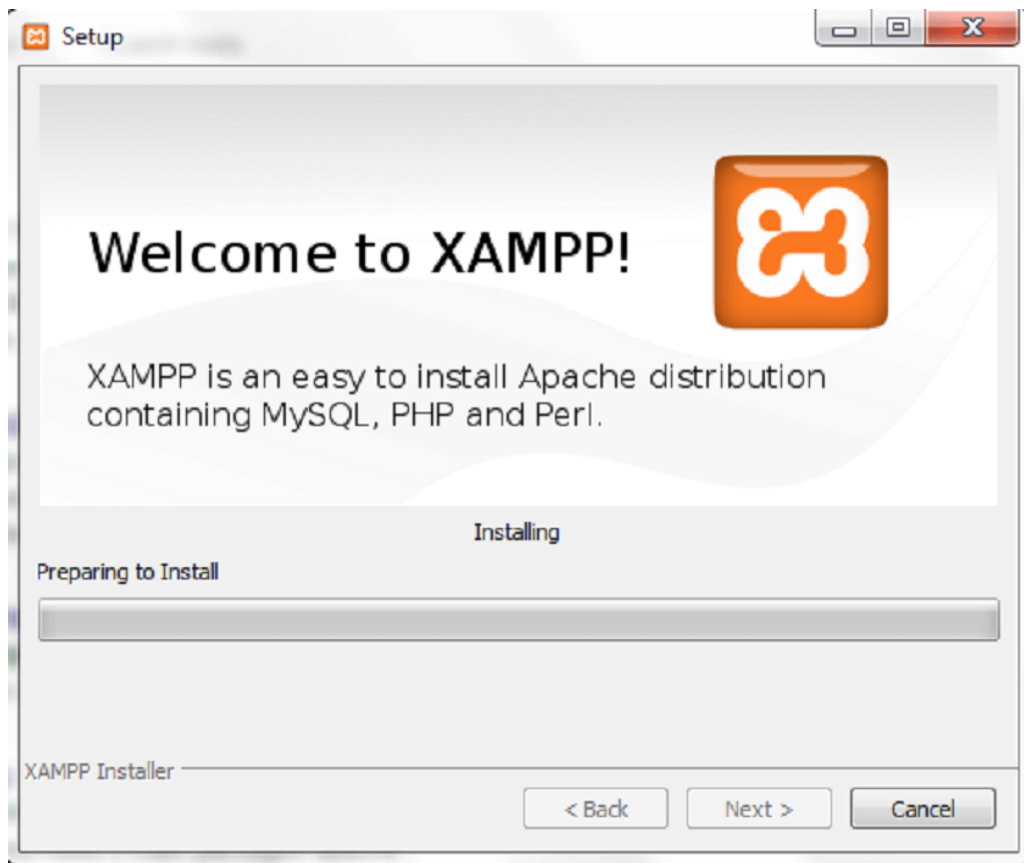 Setup
Welcome to XAMPP!
XAMPP is an easy to install Apache distribution
containing MySQL, PHP and Perl.
Installing
Preparing to Install
XAMPP Installer
< Back
Next >
Cancel